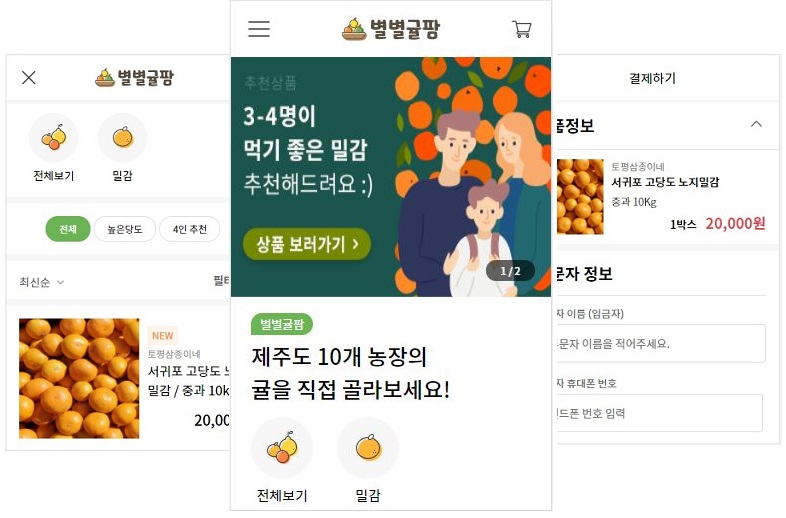 별별귤팜
전체보기
밀감
전체
높은당도
4인 추천
최신순
필터
NEW
토평삼종이네
서귀포 고당도 노
밀감 / 중과 10k
20,00
별별귤팜
추천상품
3-4명이
먹기 좋은 밀감
추천해드려요 :)
상품 보러가기 >
1/2
별벌귤팜
제주도 10개 농장의
귤을 직접 골라보세요!
전체보기
밀감
결제하기
품정보
토평삼종이네
서귀포 고당도 노지밀감
중과 10Kg
1박스 20,000원
문자 정보
자 이름 (입금자)
주문자 이름을 적어주세요.
자 휴대폰 번호
핸드폰 번호 입력